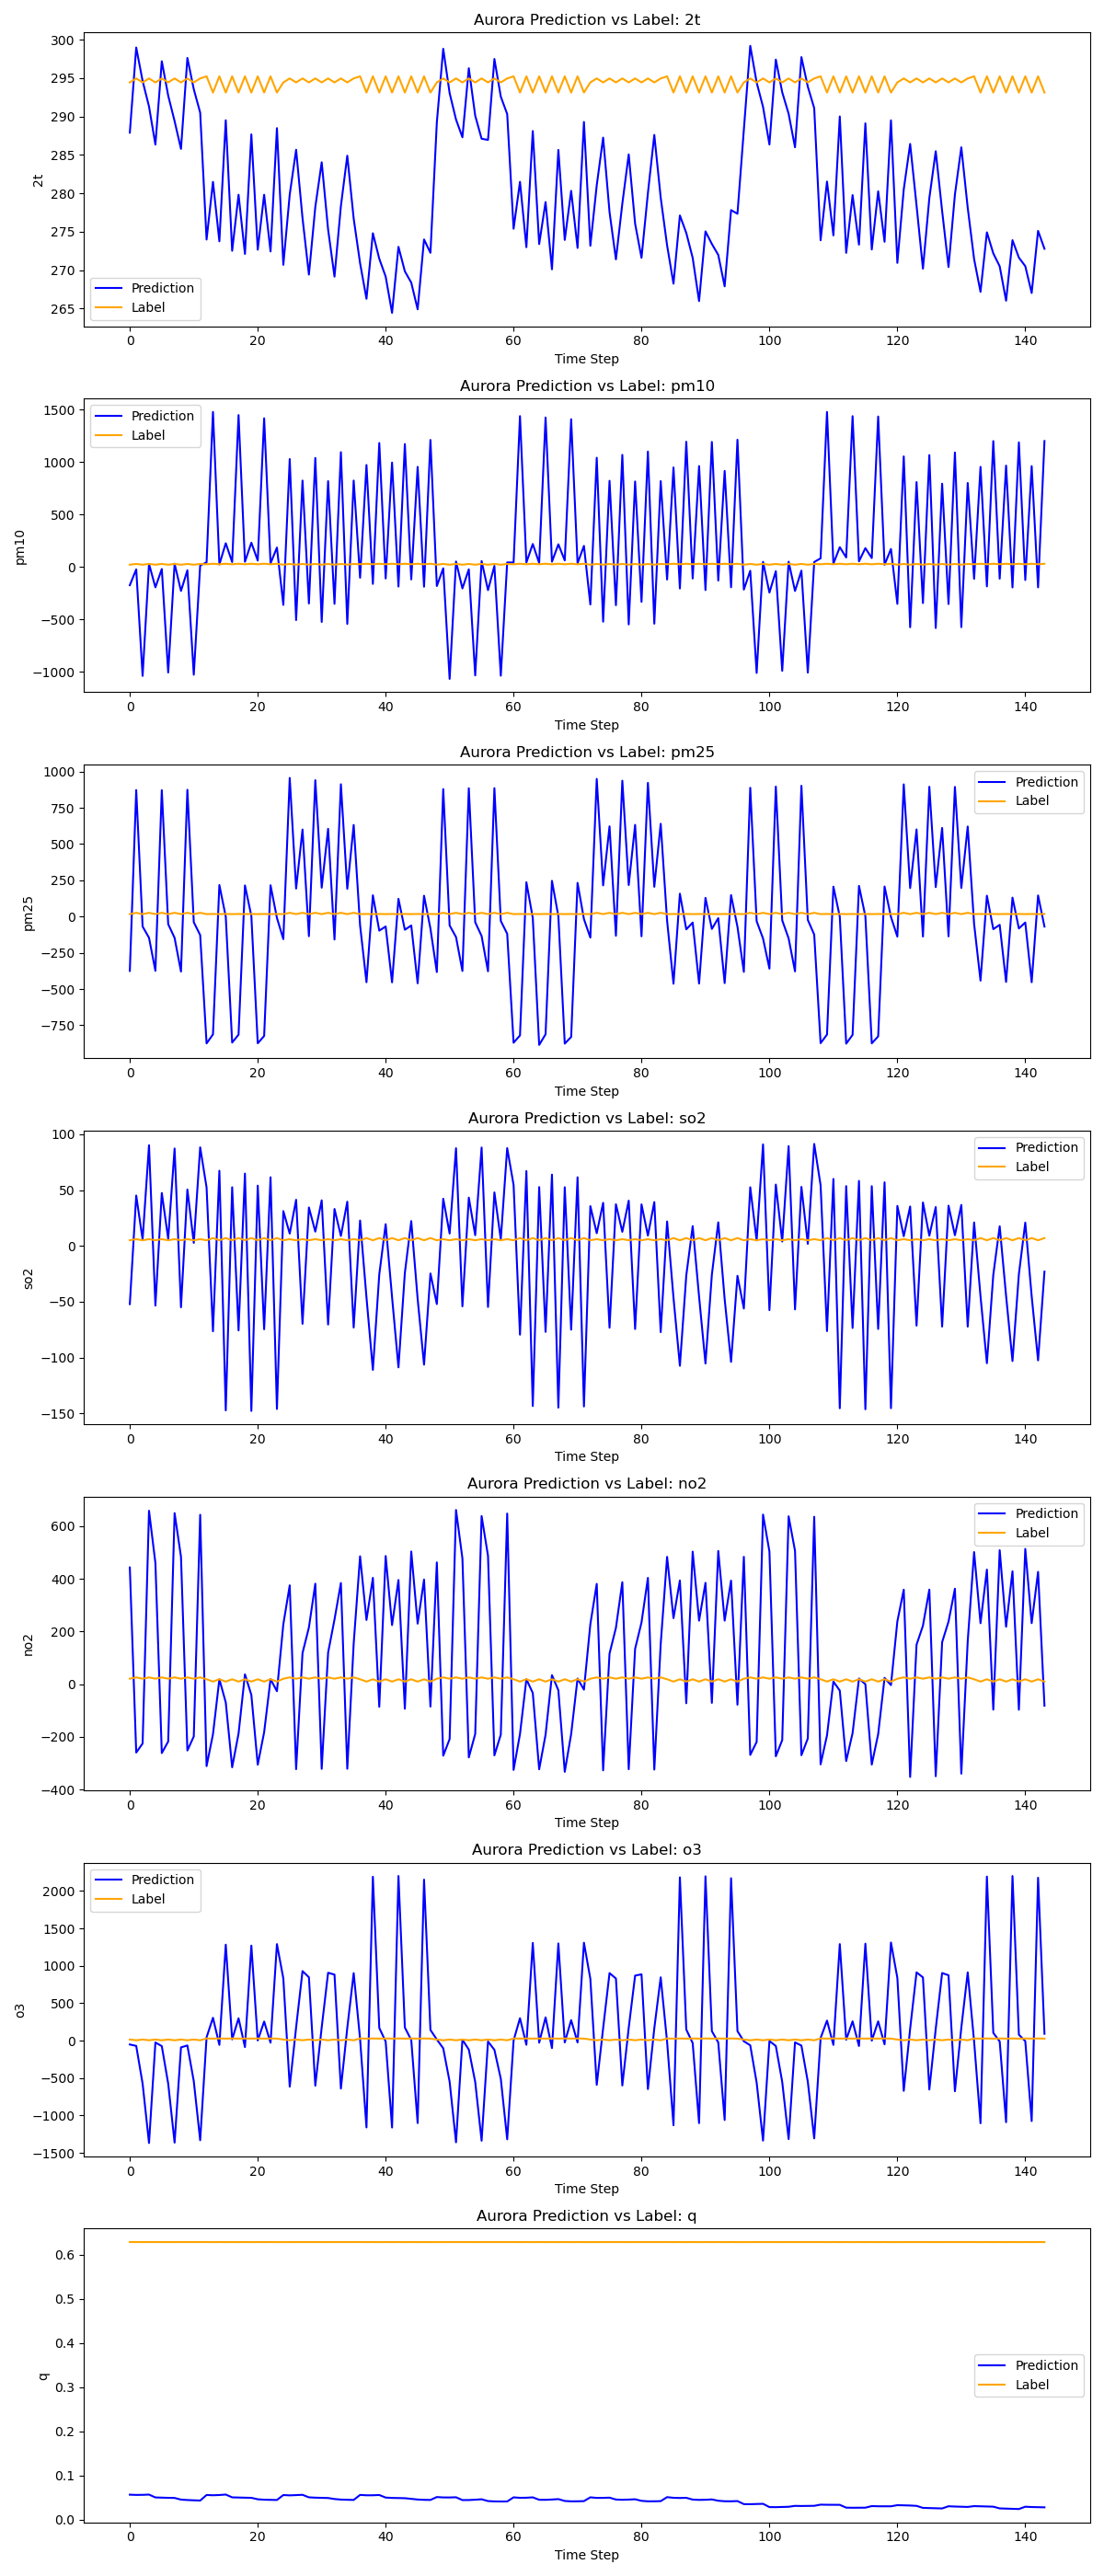 Aurora Prediction vs Label: 2t
300
295
290
285
280
275
270
265
2t
Prediction
Label
0 20 40 60 80 100 120 140
Time Step
Aurora Prediction vs Label: pm10
1500
1000
500
0
−500
−1000
pm10
Prediction
Label
0 20 40 60 80 100 120 140
Time Step
Aurora Prediction vs Label: pm25
1000
750
500
250
0
−250
−500
−750
pm25
Prediction
Label
0 20 40 60 80 100 120 140
Time Step
Aurora Prediction vs Label: so2
100
50
0
−50
−100
−150
so2
Prediction
Label
0 20 40 60 80 100 120 140
Time Step
Aurora Prediction vs Label: no2
600
400
200
0
−200
−400
no2
Prediction
Label
0 20 40 60 80 100 120 140
Time Step
Aurora Prediction vs Label: o3
2000
1500
1000
500
0
−500
−1000
−1500
o3
Prediction
Label
0 20 40 60 80 100 120 140
Time Step
Aurora Prediction vs Label: q
0.6
0.5
0.4
0.3
0.2
0.1
0.0
q
Prediction
Label
0 20 40 60 80 100 120 140
Time Step